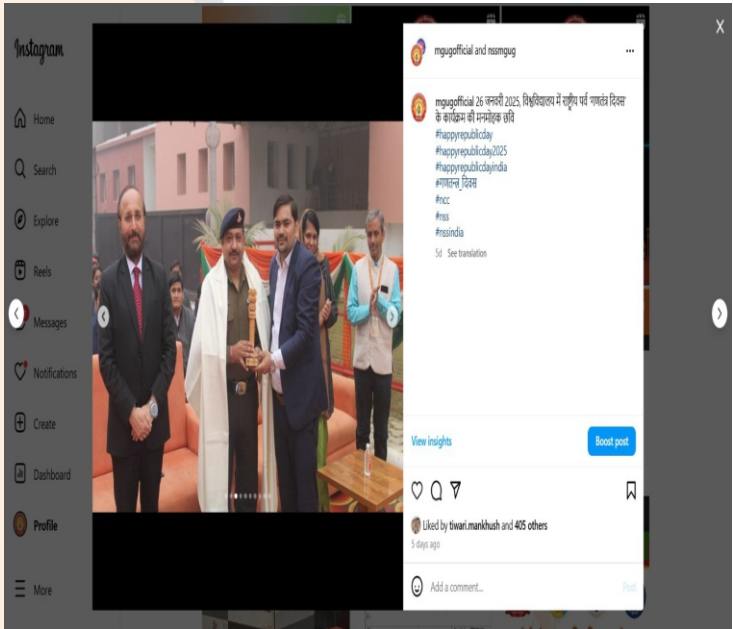 Instagram
Home
Search
Explore
Reels
Messages
Notifications
Create
Dashboard
Profile
More
mgugofficial and nssmgug
mgugofficial 26 जनवरी 2025, विश्वविद्यालय में राष्ट्रीय पर्व 'गणतंत्र दिवस'
के कार्यक्रम की मनमोहक छवि
#happyrepublicday
#happyrepublicday2025
#happyrepublicdayindia
#गणतन्त्र_दिवस
#ncc
#nss
#nssindia
5d See translation
View insights
Boost post
Liked by tiwari.mankhush and 405 others
5 days ago
Add a comment...
Post